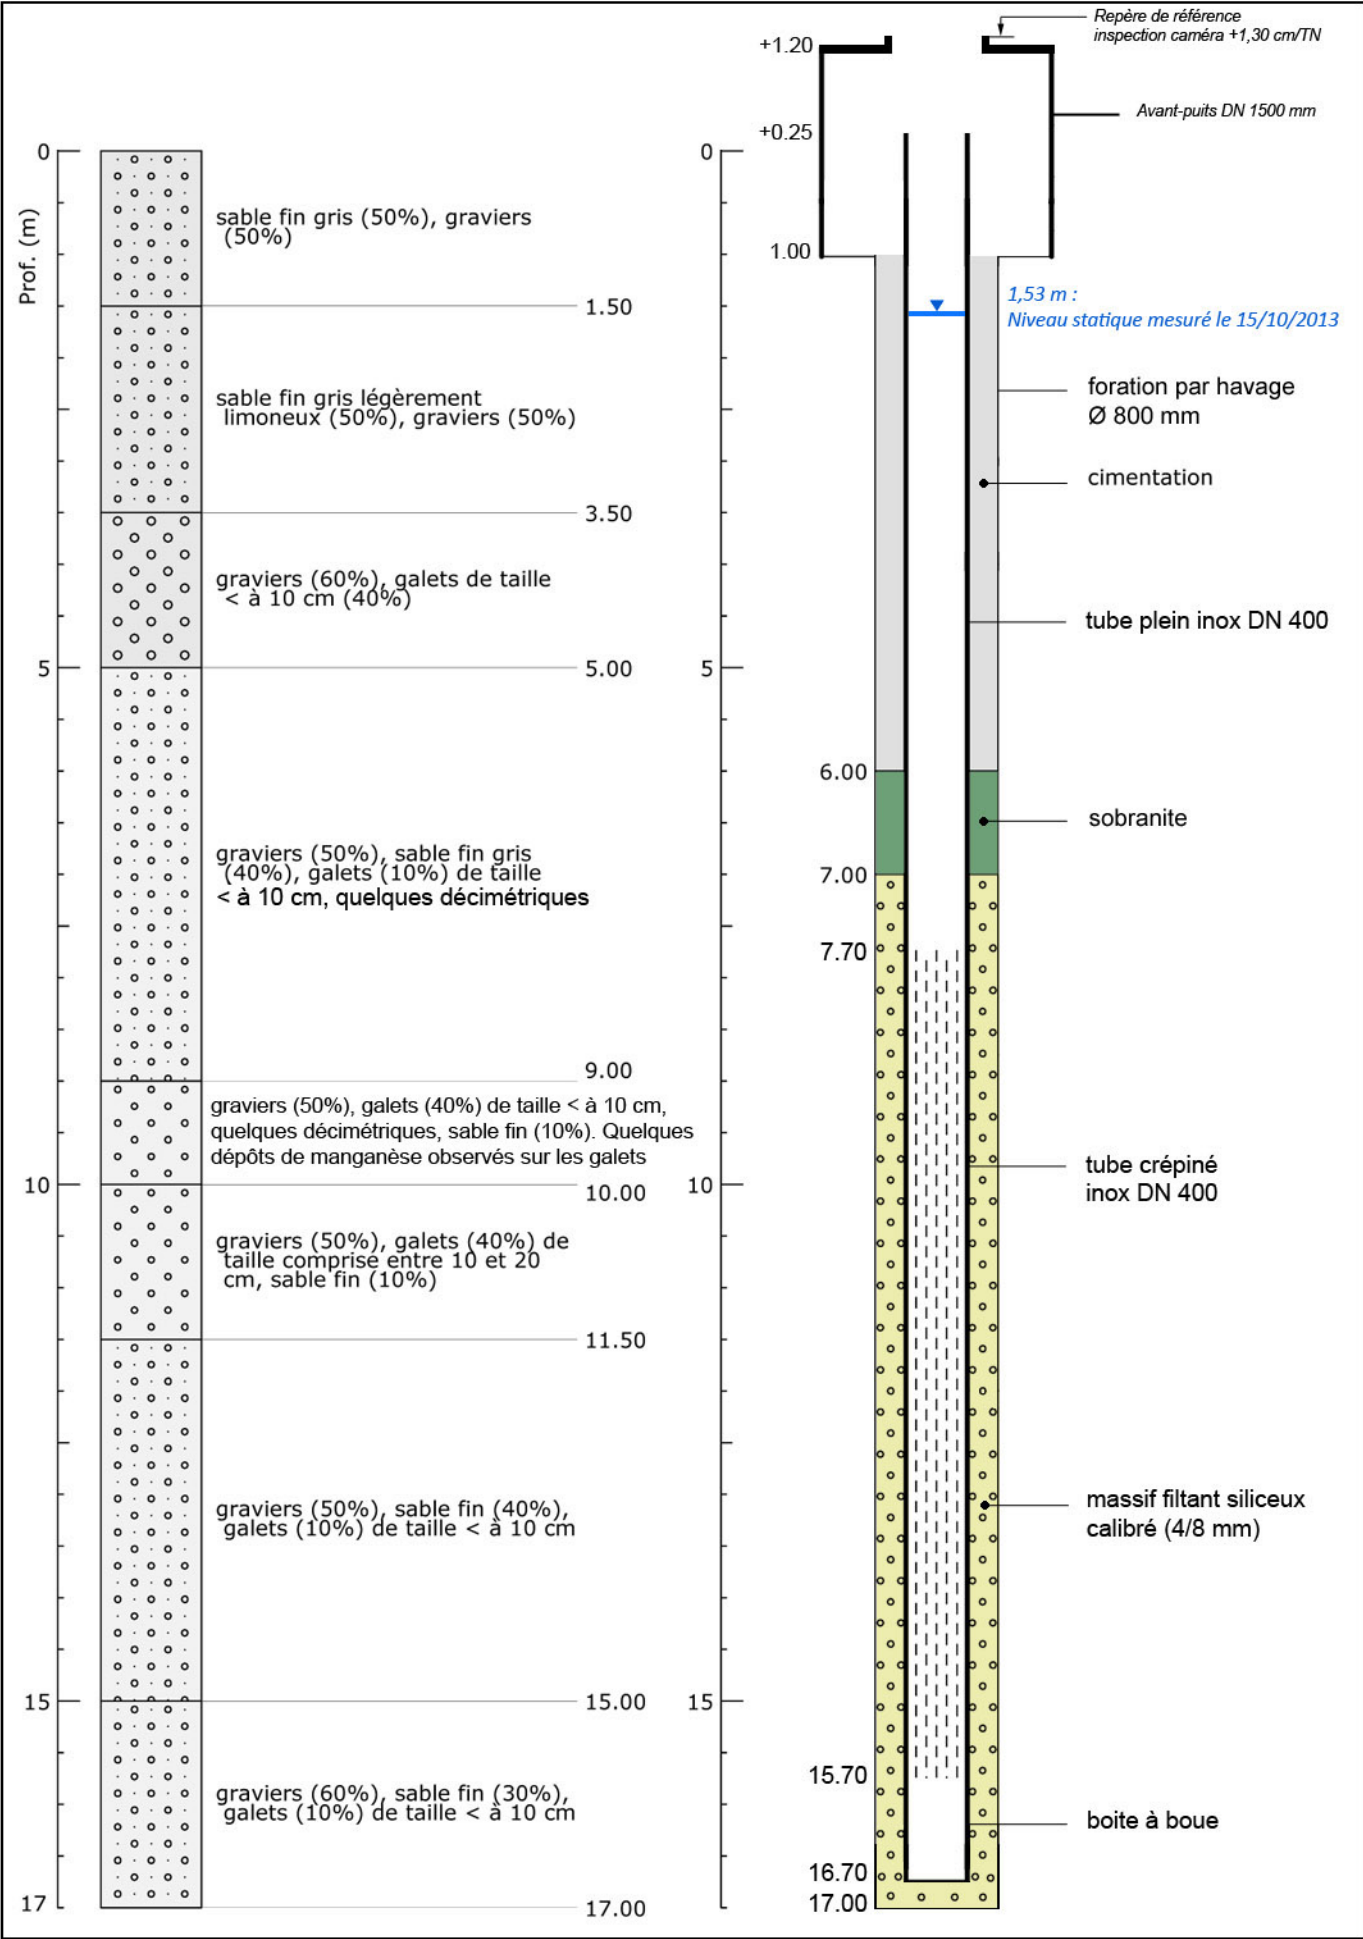 Repère de référence
inspection caméra +1,30 cm/TN
+1.20
Avant-puits DN 1500 mm
+0.25
0
0
Prof. (m)
sable fin gris (50%), graviers
(50%)
1.00
1,53 m :
Niveau statique mesuré le 15/10/2013
1.50
foration par havage
Ø 800 mm
sable fin gris légèrement
limoneux (50%), graviers (50%)
cimentation
3.50
graviers (60%), galets de taille
< à 10 cm (40%)
tube plein inox DN 400
5
5.00
5
6.00
sobranite
graviers (50%), sable fin gris
(40%), galets (10%) de taille
< à 10 cm, quelques décimétriques
7.00
7.70
9.00
graviers (50%), galets (40%) de taille < à 10 cm,
quelques décimétriques, sable fin (10%). Quelques
dépôts de manganèse observés sur les galets
tube crépiné
inox DN 400
10
10.00
10
graviers (50%), galets (40%) de
taille comprise entre 10 et 20
cm, sable fin (10%)
11.50
graviers (50%), sable fin (40%),
galets (10%) de taille < à 10 cm
massif filtant siliceux
calibré (4/8 mm)
15
15.00
15
15.70
graviers (60%), sable fin (30%),
galets (10%) de taille < à 10 cm
boite à boue
16.70
17
17.00
17.00